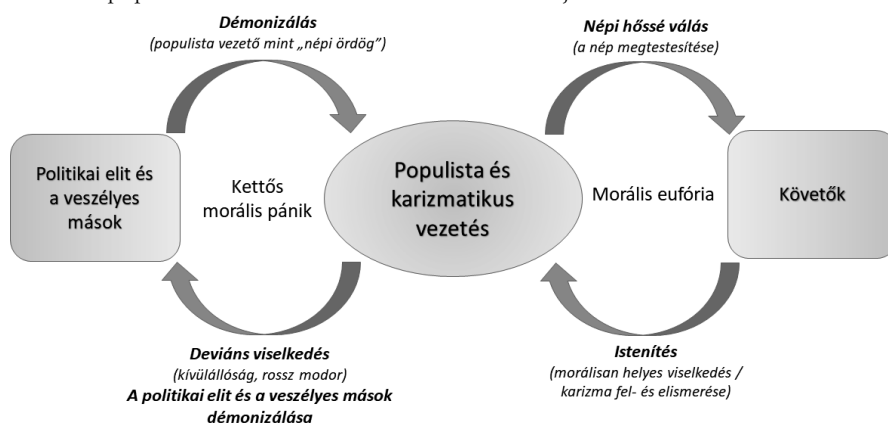 Démonizálás
(populista vezető mint „népi ördög”)
Népi hőssé válás
(a nép megtestesítése)
Politikai elit és
a veszélyes
mások
Kettős
morális pánik
Populista és
karizmatikus
vezetés
Morális eufória
Követők
Deviáns viselkedés
(kívülállóság, rossz modor)
A politikai elit és a veszélyes mások
démonizálása
Istenítés
(morálisan helyes viselkedés /
karizma fel- és elismerése)